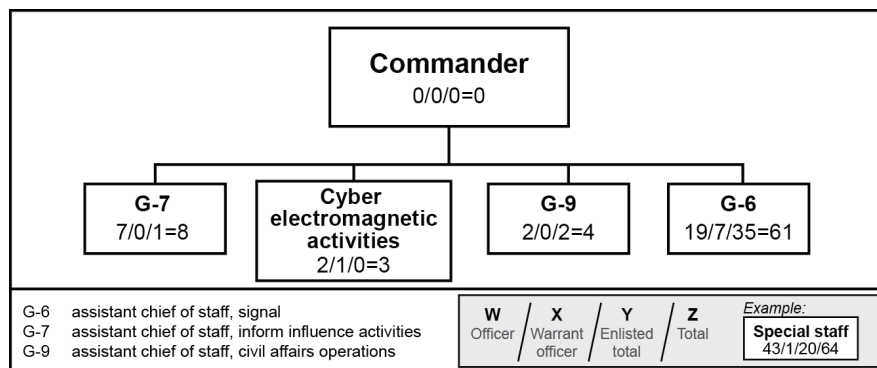 Commander
0/0/0=0
G-7
7/0/1=8
Cyber
electromagnetic
activities
2/1/0=3
G-9
2/0/2=4
G-6
19/7/35=61
G-6 assistant chief of staff, signal
G-7 assistant chief of staff, inform influence activities
G-9 assistant chief of staff, civil affairs operations
W / X / Y / Z
Officer Warrant officer Enlisted total Total
Example:
Special staff
43/1/20/64